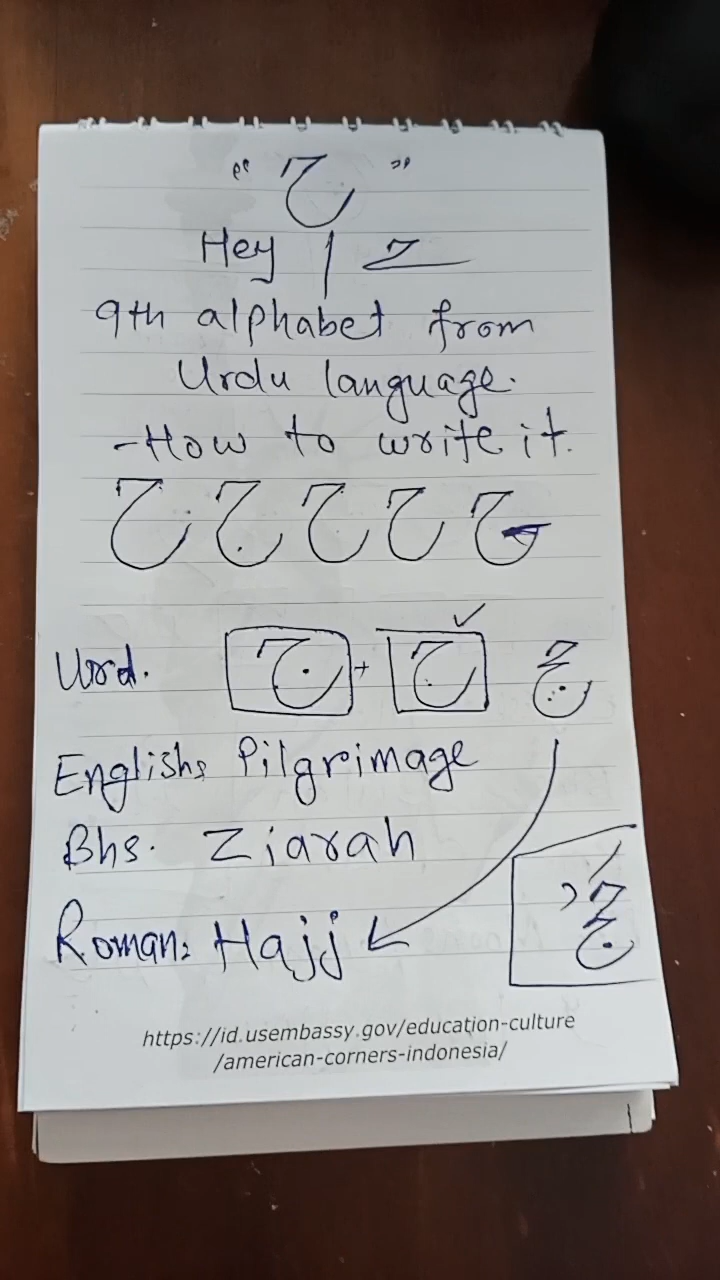 “ ح ”
Hey / ح
9th alphabet from
Urdu language.
- How to write it.
ح ح ح ح ح
Urd. ج + ح ✓ حج
English: Pilgrimage
Bhs. Ziarah
Roman: Hajj
حج
https://id.usembassy.gov/education-culture
/american-corners-indonesia/